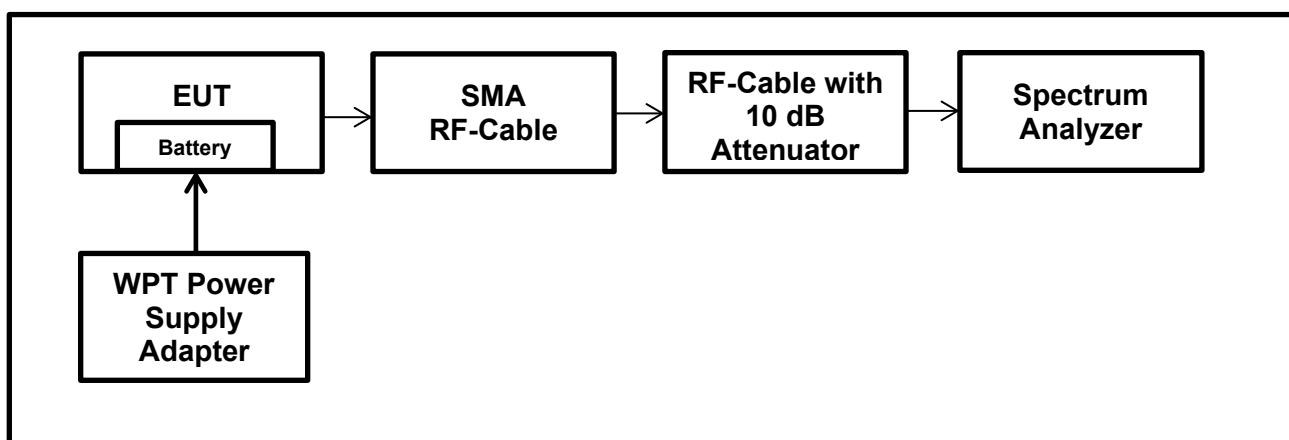 EUT
Battery
SMA
RF-Cable
RF-Cable with
10 dB
Attenuator
Spectrum
Analyzer
WPT Power
Supply
Adapter